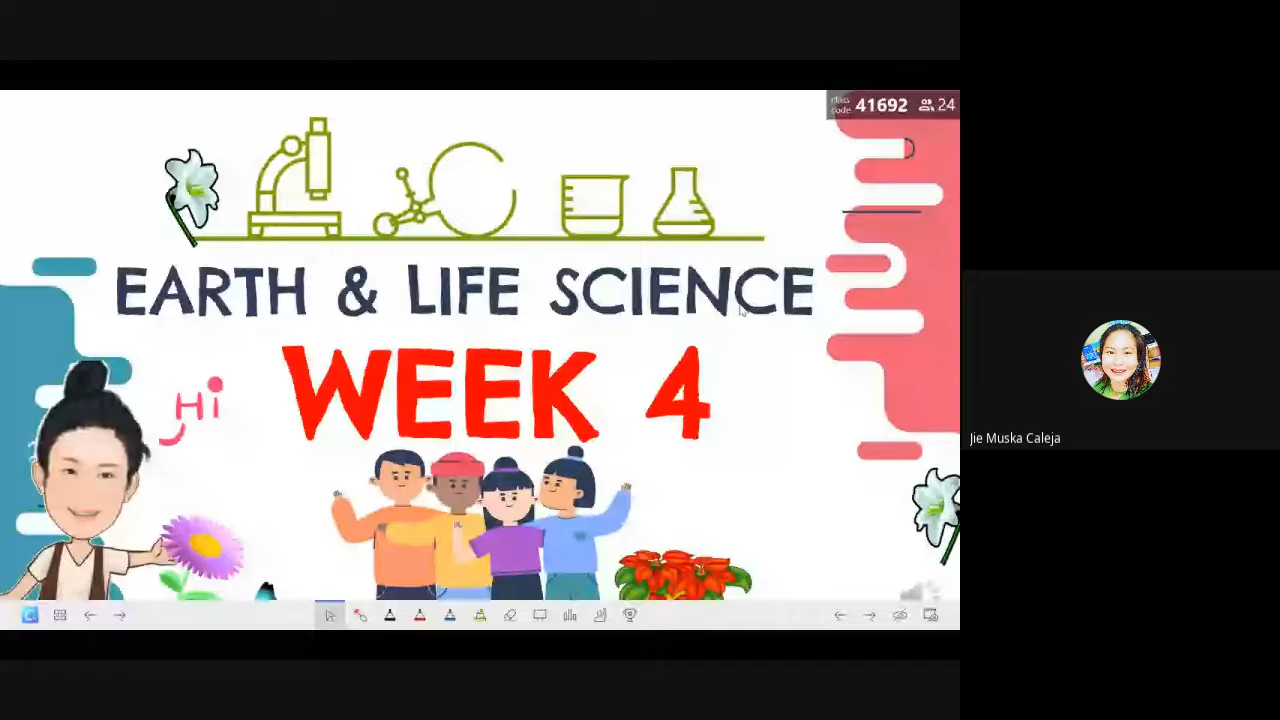 class code 41692 24
EARTH & LIFE SCIENCE
WEEK 4
Hi
Jie Muska Caleja